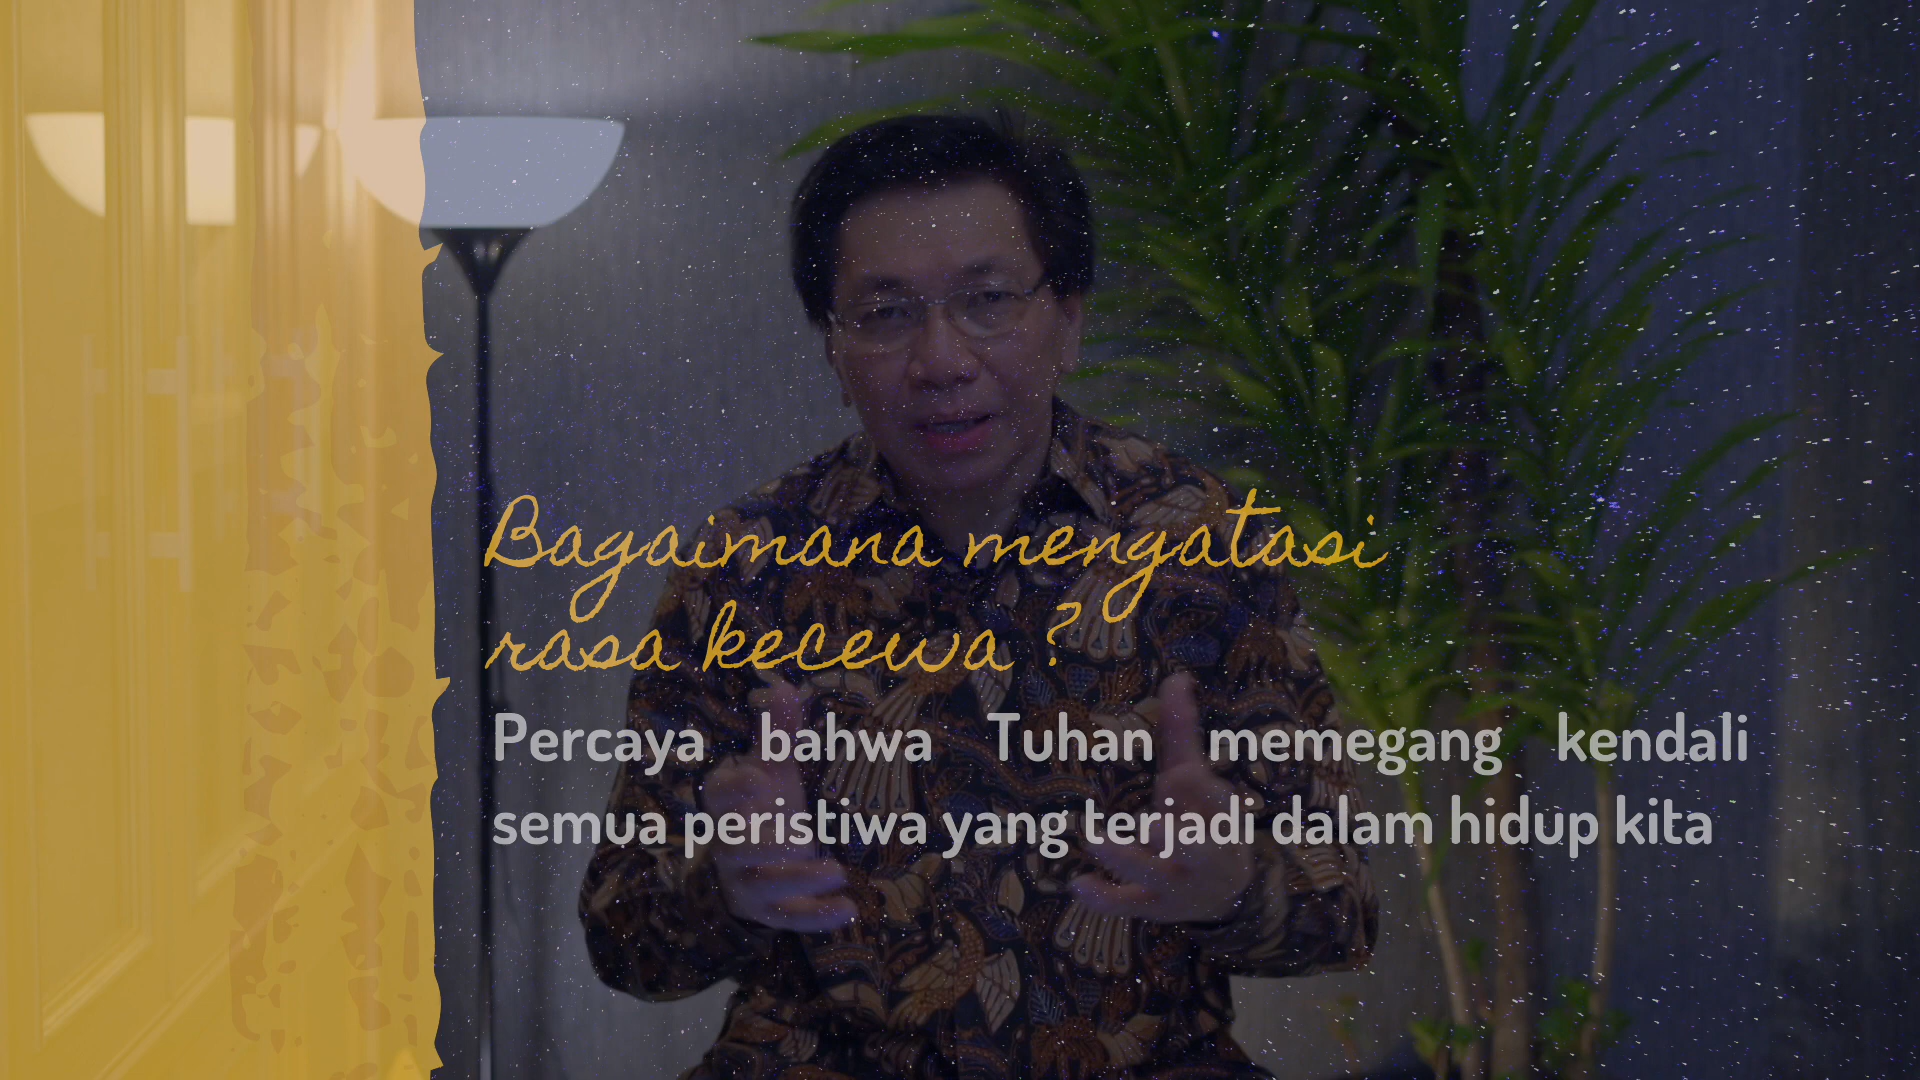 Bagaimana mengatasi
rasa kecewa ?
Percaya bahwa Tuhan memegang kendali
semua peristiwa yang terjadi dalam hidup kita